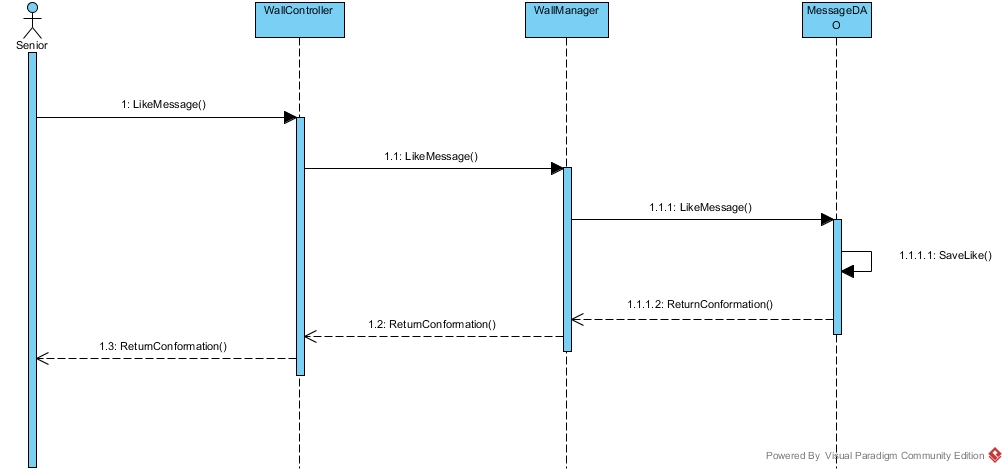 WallController
WallManager
MessageDA
O
Senior
1: LikeMessage()
1.1: LikeMessage()
1.1.1: LikeMessage()
1.1.1.1: SaveLike()
1.1.1.2: ReturnConformation()
1.2: ReturnConformation()
1.3: ReturnConformation()
Powered By Visual Paradigm Community Edition